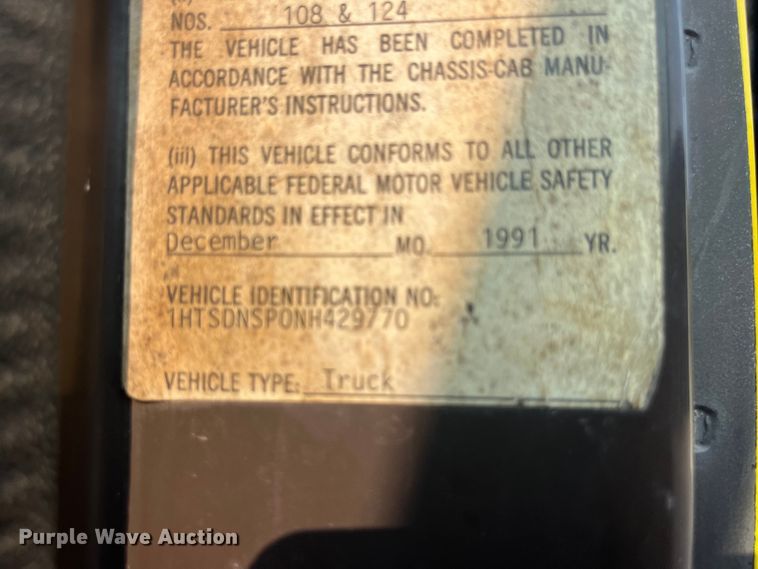 NOS. 108 & 124
THE VEHICLE HAS BEEN COMPLETED IN
ACCORDANCE WITH THE CHASSIS-CAB MANU-
FACTURER'S INSTRUCTIONS.
(iii) THIS VEHICLE CONFORMS TO ALL OTHER
APPLICABLE FEDERAL MOTOR VEHICLE SAFETY
STANDARDS IN EFFECT IN
December MO. 1991 YR.
VEHICLE IDENTIFICATION NO:
1HTSDNSP0NH429770
VEHICLE TYPE: Truck
Purple Wave Auction